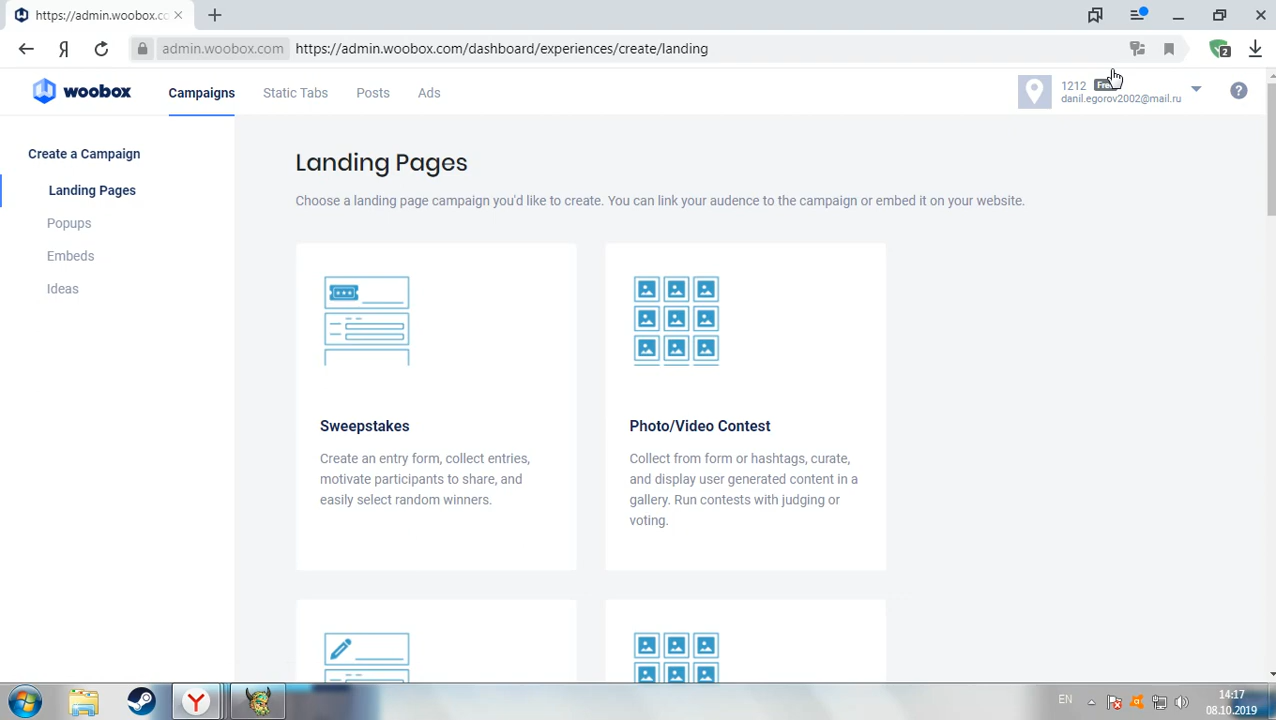 https://admin.woobox.co
admin.woobox.com https://admin.woobox.com/dashboard/experiences/create/landing
2
woobox
Campaigns
Static Tabs
Posts
Ads
1212
danil.egorov2002@mail.ru
?
Create a Campaign
Landing Pages
Popups
Embeds
Ideas
Landing Pages
Choose a landing page campaign you'd like to create. You can link your audence to the campaign or embed it on your website.
Sweepstakes
Create an entry form, collect entries,
motivate participants to share, and
easily select random winners.
Photo/Video Contest
Collect from form or hashtags, curate,
and display user generated content in a
gallery. Run contests with judging or
voting.
EN
14:17
08.10.2019